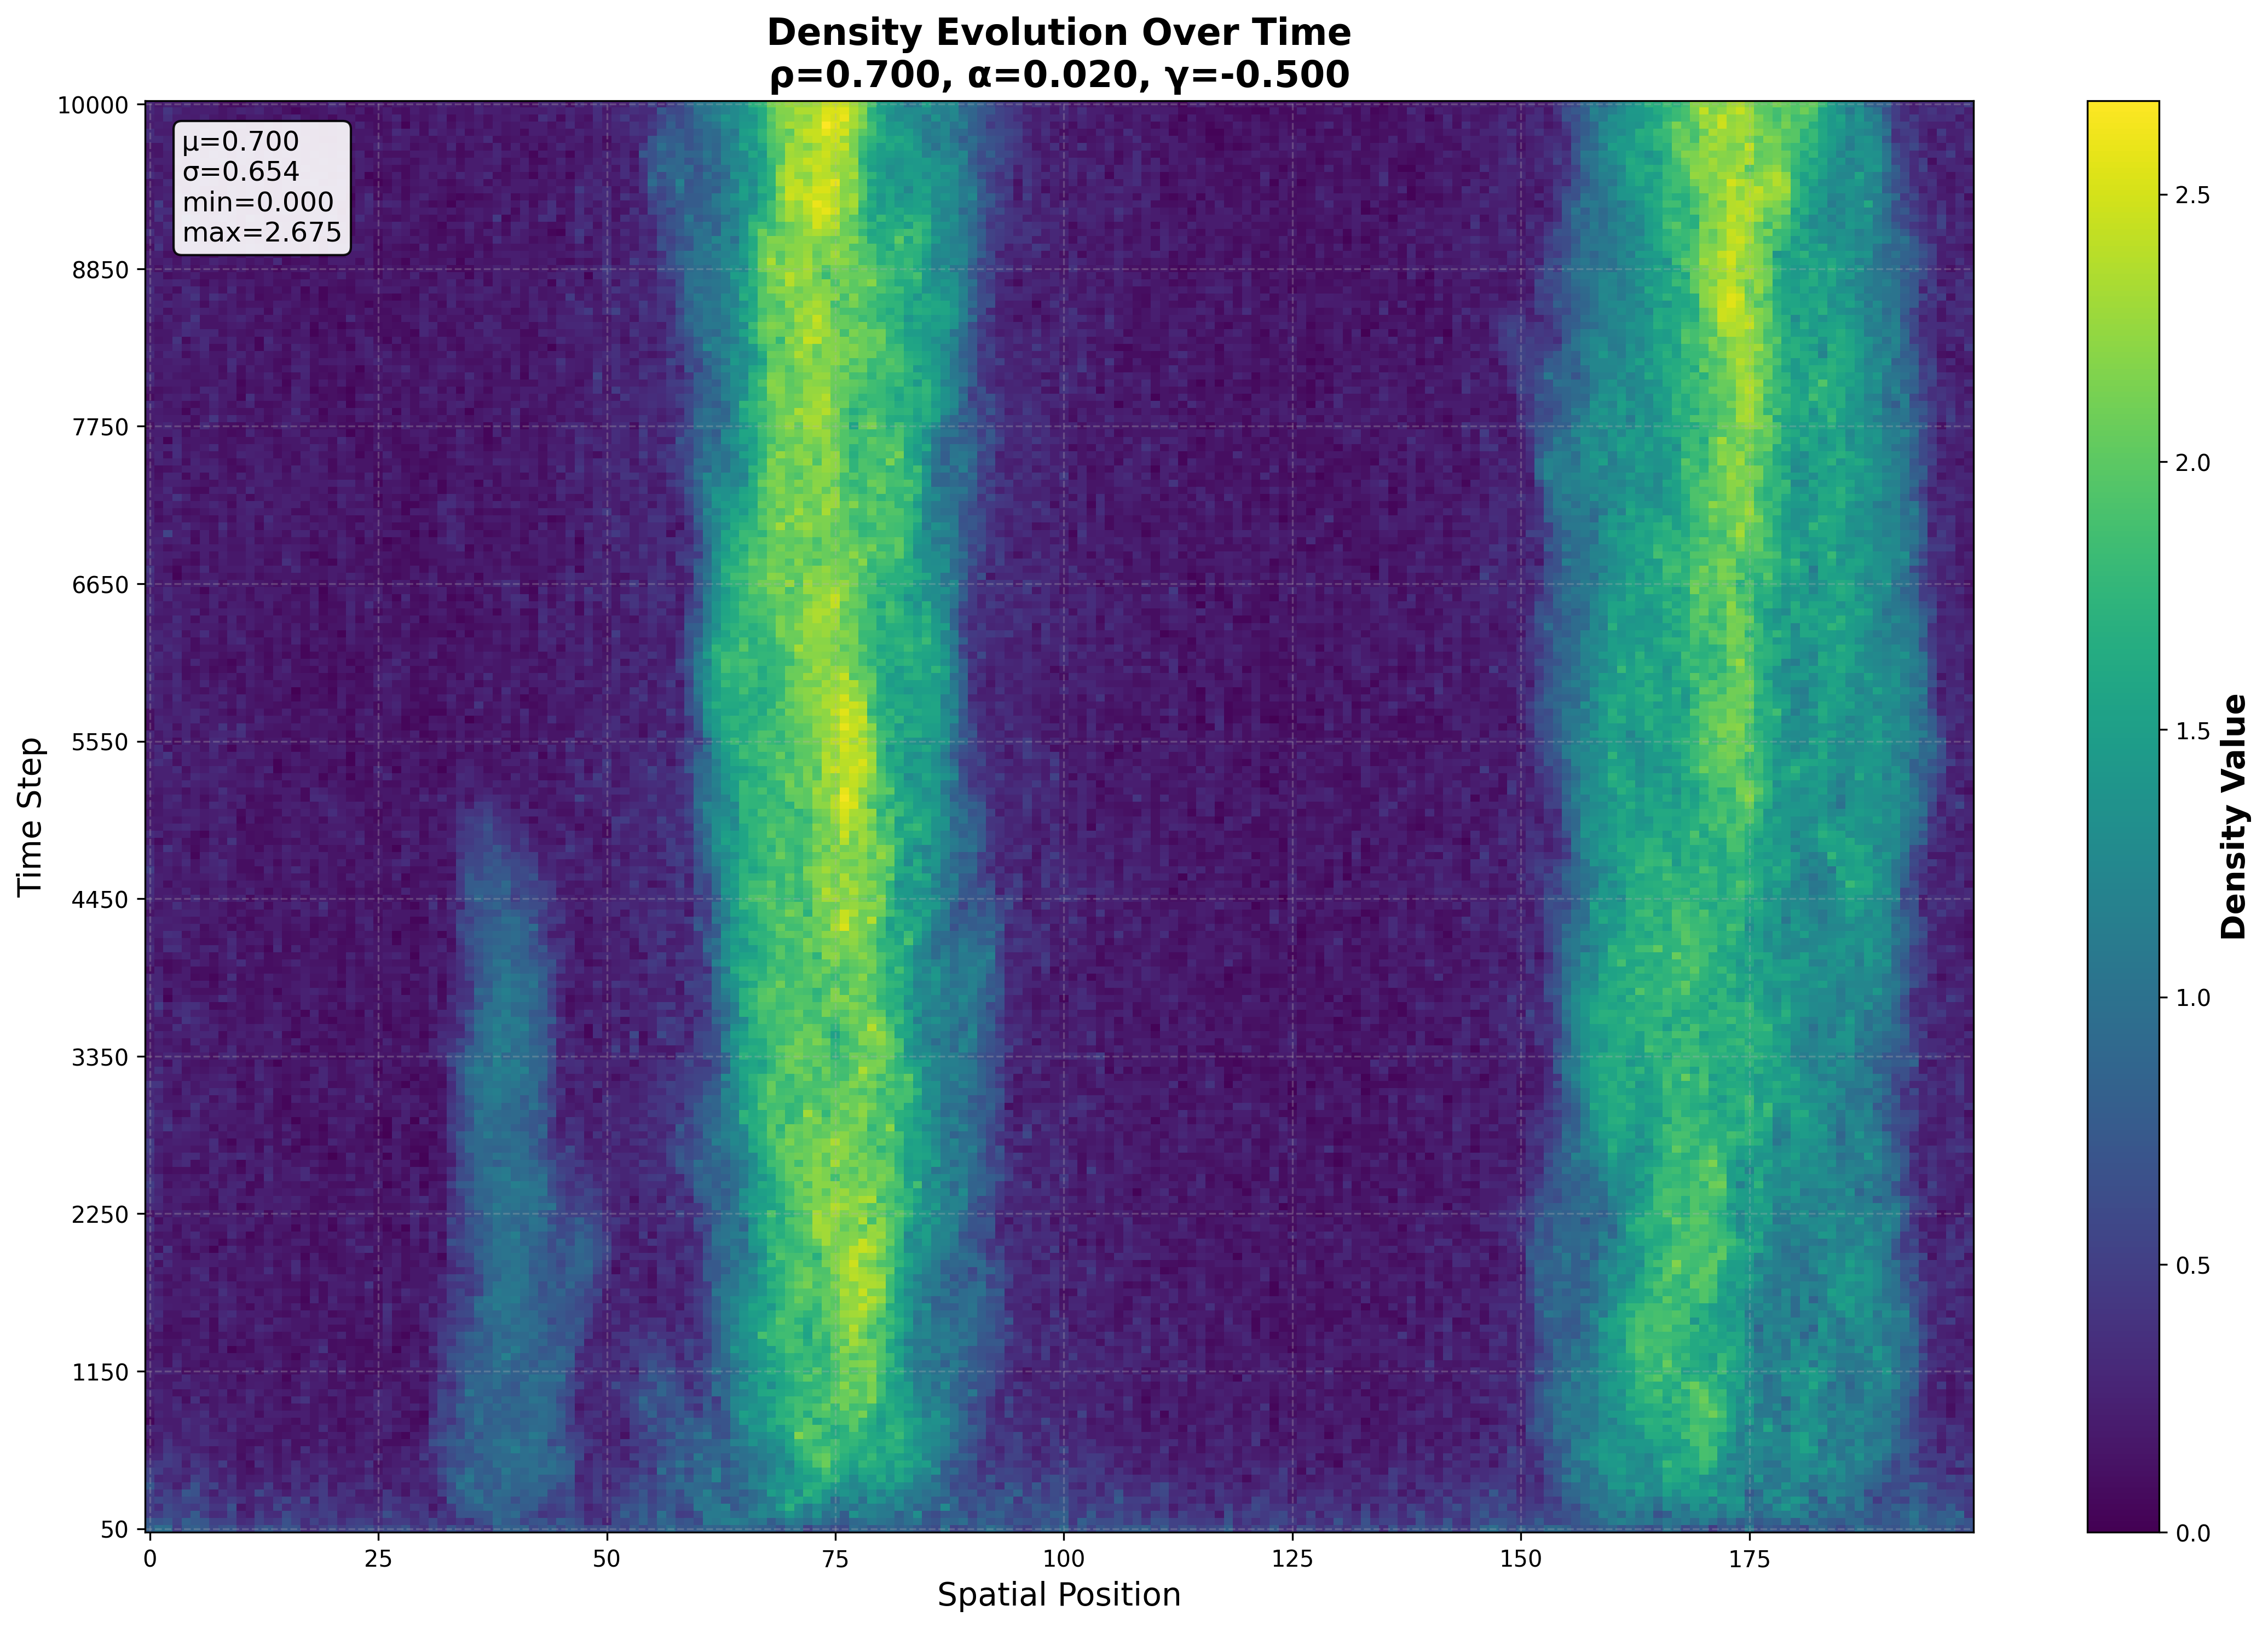 Density Evolution Over Time
ρ=0.700, α=0.020, γ=-0.500
μ=0.700
σ=0.654
min=0.000
max=2.675
10000
8850
7750
6650
5550
4450
3350
2250
1150
50
Time Step
0
25
50
75
100
125
150
175
Spatial Position
2.5
2.0
1.5
1.0
0.5
0.0
Density Value